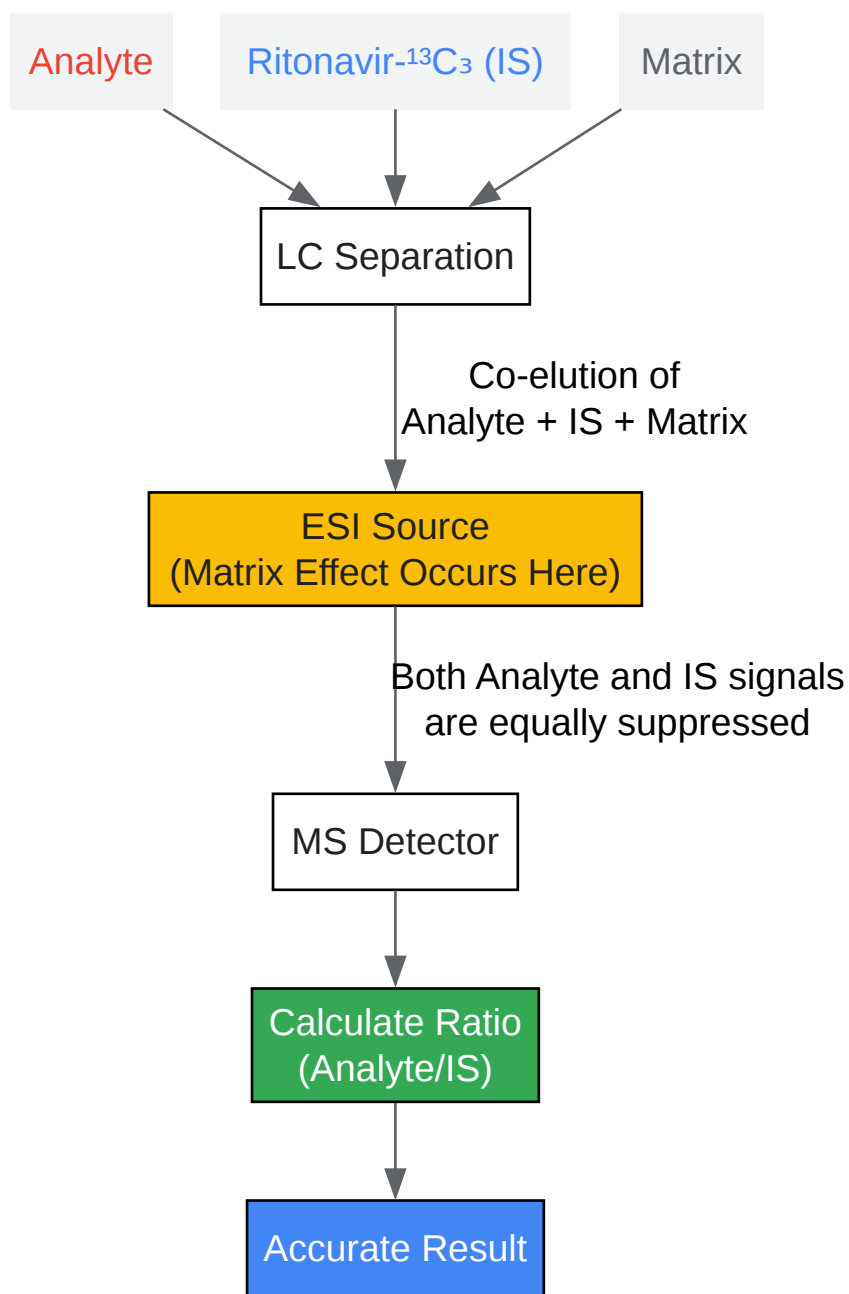 Analyte
Ritonavir-¹³C₃ (IS)
Matrix
LC Separation
Co-elution of
Analyte + IS + Matrix
ESI Source
(Matrix Effect Occurs Here)
Both Analyte and IS signals
are equally suppressed
MS Detector
Calculate Ratio
(Analyte/IS)
Accurate Result